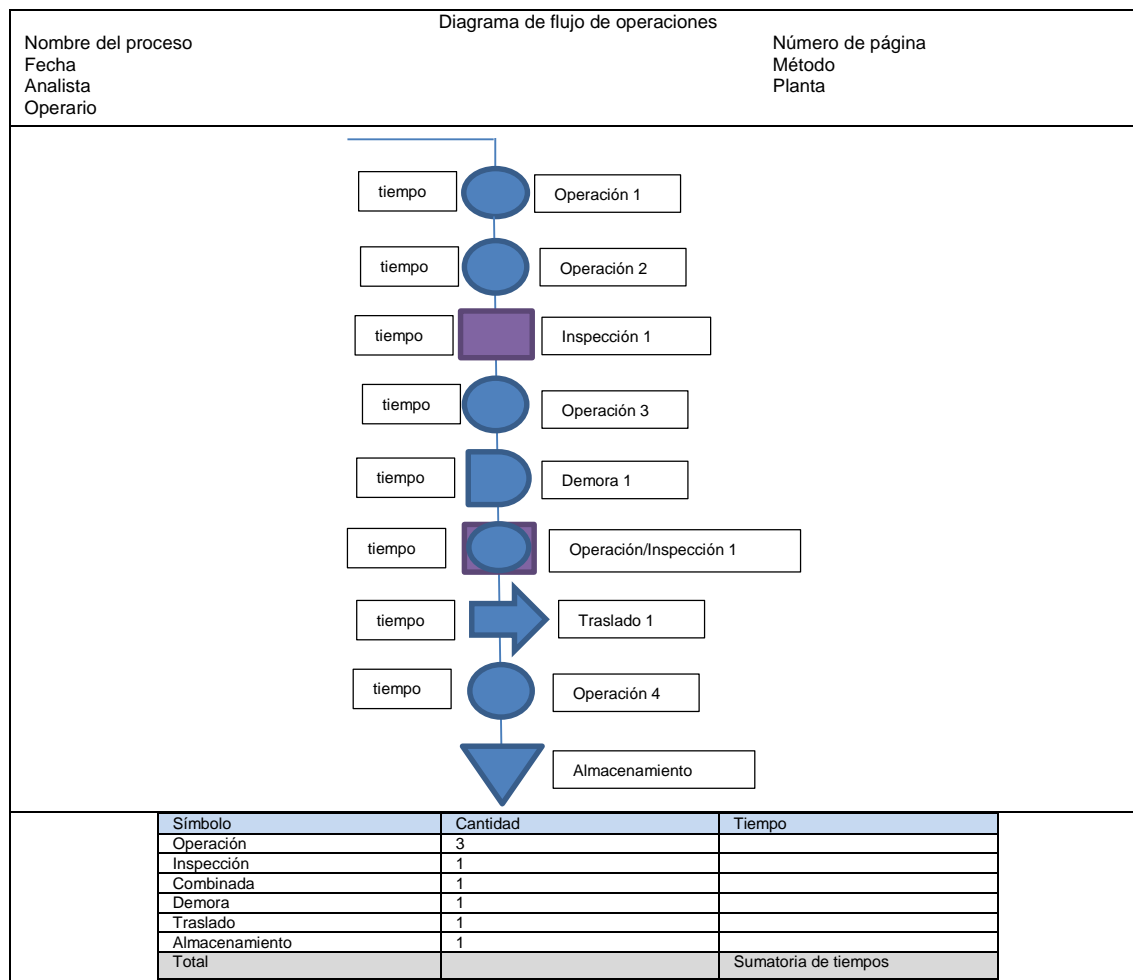 Diagrama de flujo de operaciones
Nombre del proceso Número de página
Fecha Método
Analista Planta
Operario
tiempo Operación 1
tiempo Operación 2
tiempo Inspección 1
tiempo Operación 3
tiempo Demora 1
tiempo Operación/Inspección 1
tiempo Traslado 1
tiempo Operación 4
Almacenamiento
Símbolo Cantidad Tiempo
Operación 3
Inspección 1
Combinada 1
Demora 1
Traslado 1
Almacenamiento 1
Total Sumatoria de tiempos